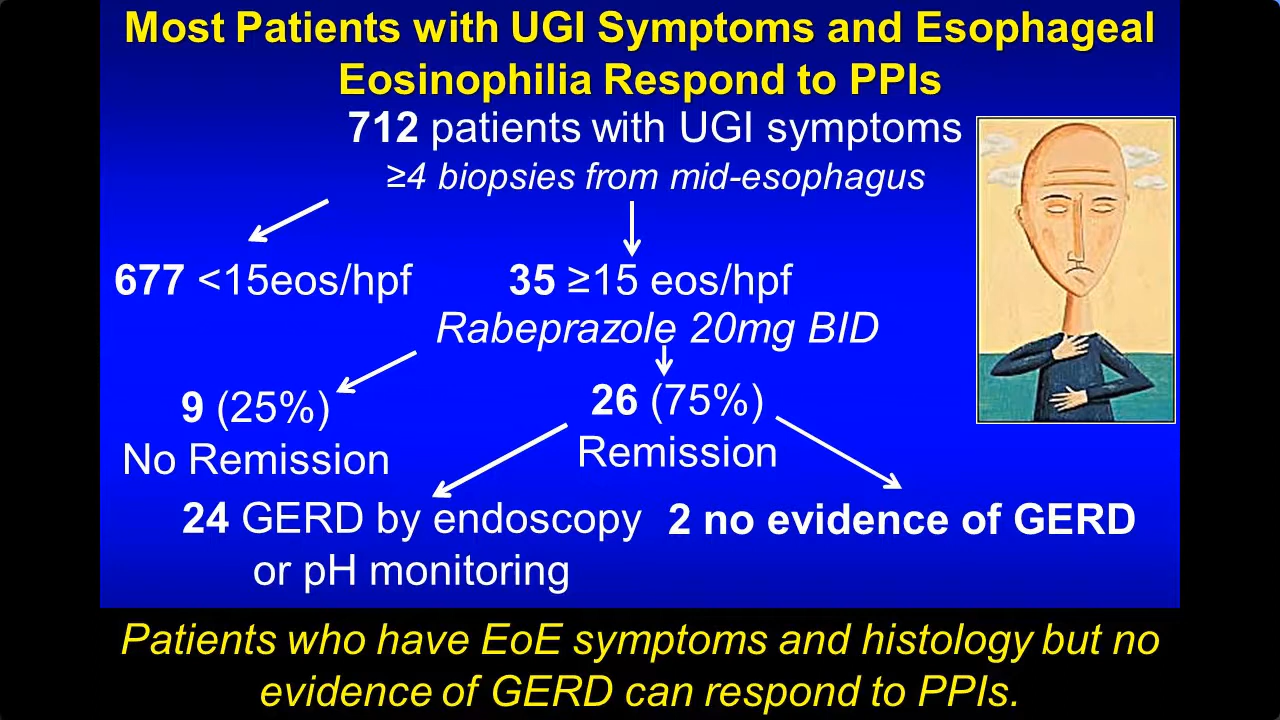 Most Patients with UGI Symptoms and Esophageal
Eosinophilia Respond to PPIs
712 patients with UGI symptoms
≥4 biopsies from mid-esophagus
677 <15eos/hpf
35 ≥15 eos/hpf
Rabeprazole 20mg BID
9 (25%)
No Remission
26 (75%)
Remission
24 GERD by endoscopy
or pH monitoring
2 no evidence of GERD
Patients who have EoE symptoms and histology but no
evidence of GERD can respond to PPIs.